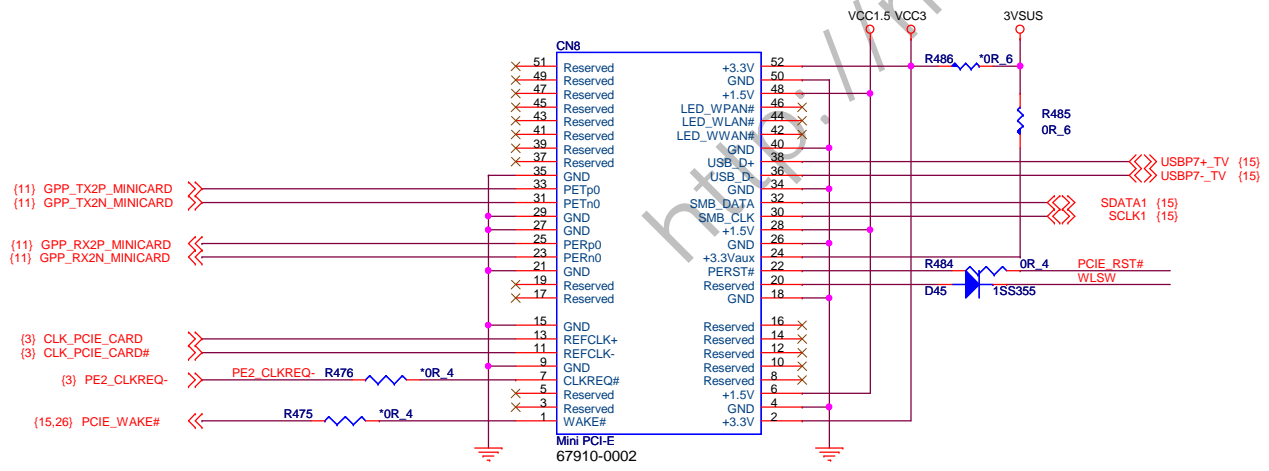 http://
VCC1.5 VCC3 3VSUS
CN8
R486 *0R_6
R485
0R_6
51 Reserved
49 Reserved
47 Reserved
45 Reserved
43 Reserved
41 Reserved
39 Reserved
37 Reserved
35 GND
33 PETp0
31 PETn0
29 GND
27 GND
25 PERp0
23 PERn0
21 GND
19 Reserved
17 Reserved
15 GND
13 REFCLK+
11 REFCLK-
9 GND
7 CLKREQ#
5 Reserved
3 Reserved
1 WAKE#
+3.3V 52
GND 50
+1.5V 48
LED_WPAN# 46
LED_WLAN# 44
LED_WWAN# 42
GND 40
USB_D+ 38
USB_D- 36
GND 34
SMB_DATA 32
SMB_CLK 30
+1.5V 28
GND 26
+3.3Vaux 24
PERST# 22
Reserved 20
GND 18
Reserved 16
Reserved 14
Reserved 12
Reserved 10
Reserved 8
+1.5V 6
GND 4
+3.3V 2
{11} GPP_TX2P_MINICARD
{11} GPP_TX2N_MINICARD
{11} GPP_RX2P_MINICARD
{11} GPP_RX2N_MINICARD
{3} CLK_PCIE_CARD
{3} CLK_PCIE_CARD#
{3} PE2_CLKREQ- PE2_CLKREQ- R476 *0R_4
{15,26} PCIE_WAKE# R475 *0R_4
USBP7+_TV {15}
USBP7-_TV {15}
SDATA1 {15}
SCLK1 {15}
R484 0R_4 PCIE_RST#
WLSW
D45 1SS355
Mini PCI-E
67910-0002